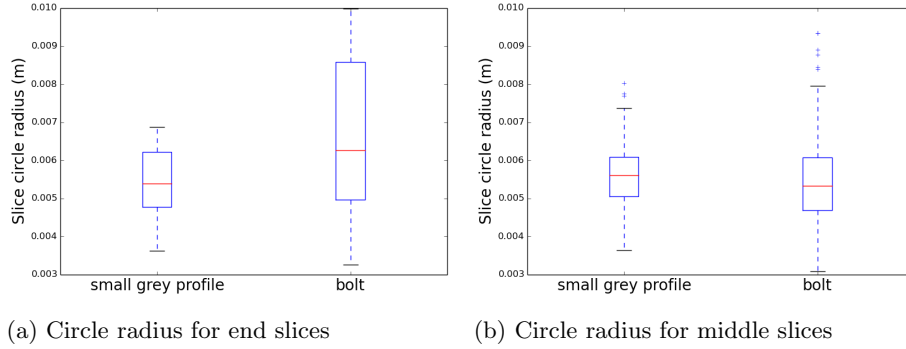 0.010
0.009
0.008
0.007
0.006
0.005
0.004
0.003
Slice circle radius (m)
small grey profile bolt
(a) Circle radius for end slices
0.010
0.009
0.008
0.007
0.006
0.005
0.004
0.003
Slice circle radius (m)
small grey profile bolt
(b) Circle radius for middle slices